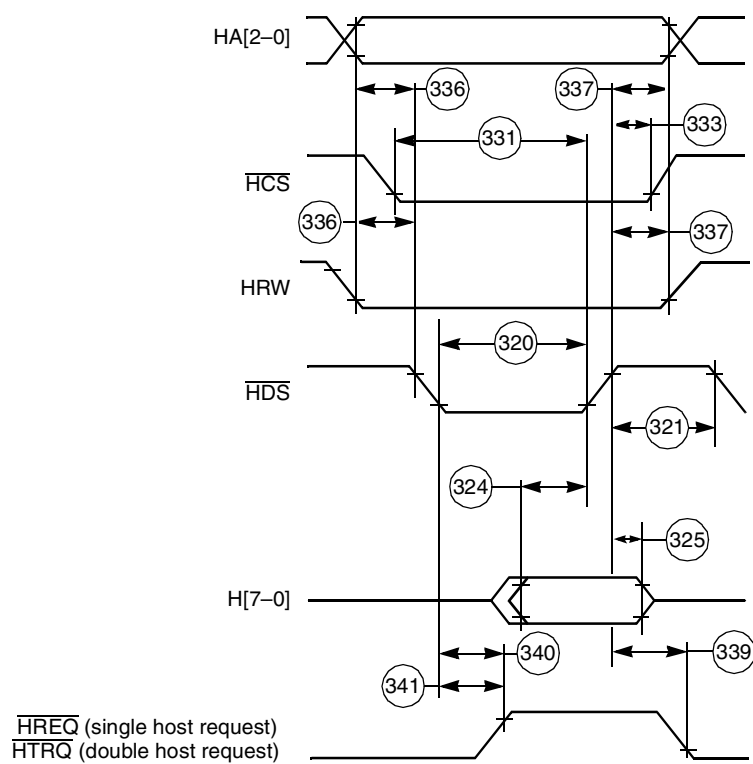 HA[2–0]
336
337
333
331
HCS
336
337
HRW
320
HDS
321
324
325
H[7–0]
340
339
341
HREQ (single host request)
HTRQ (double host request)